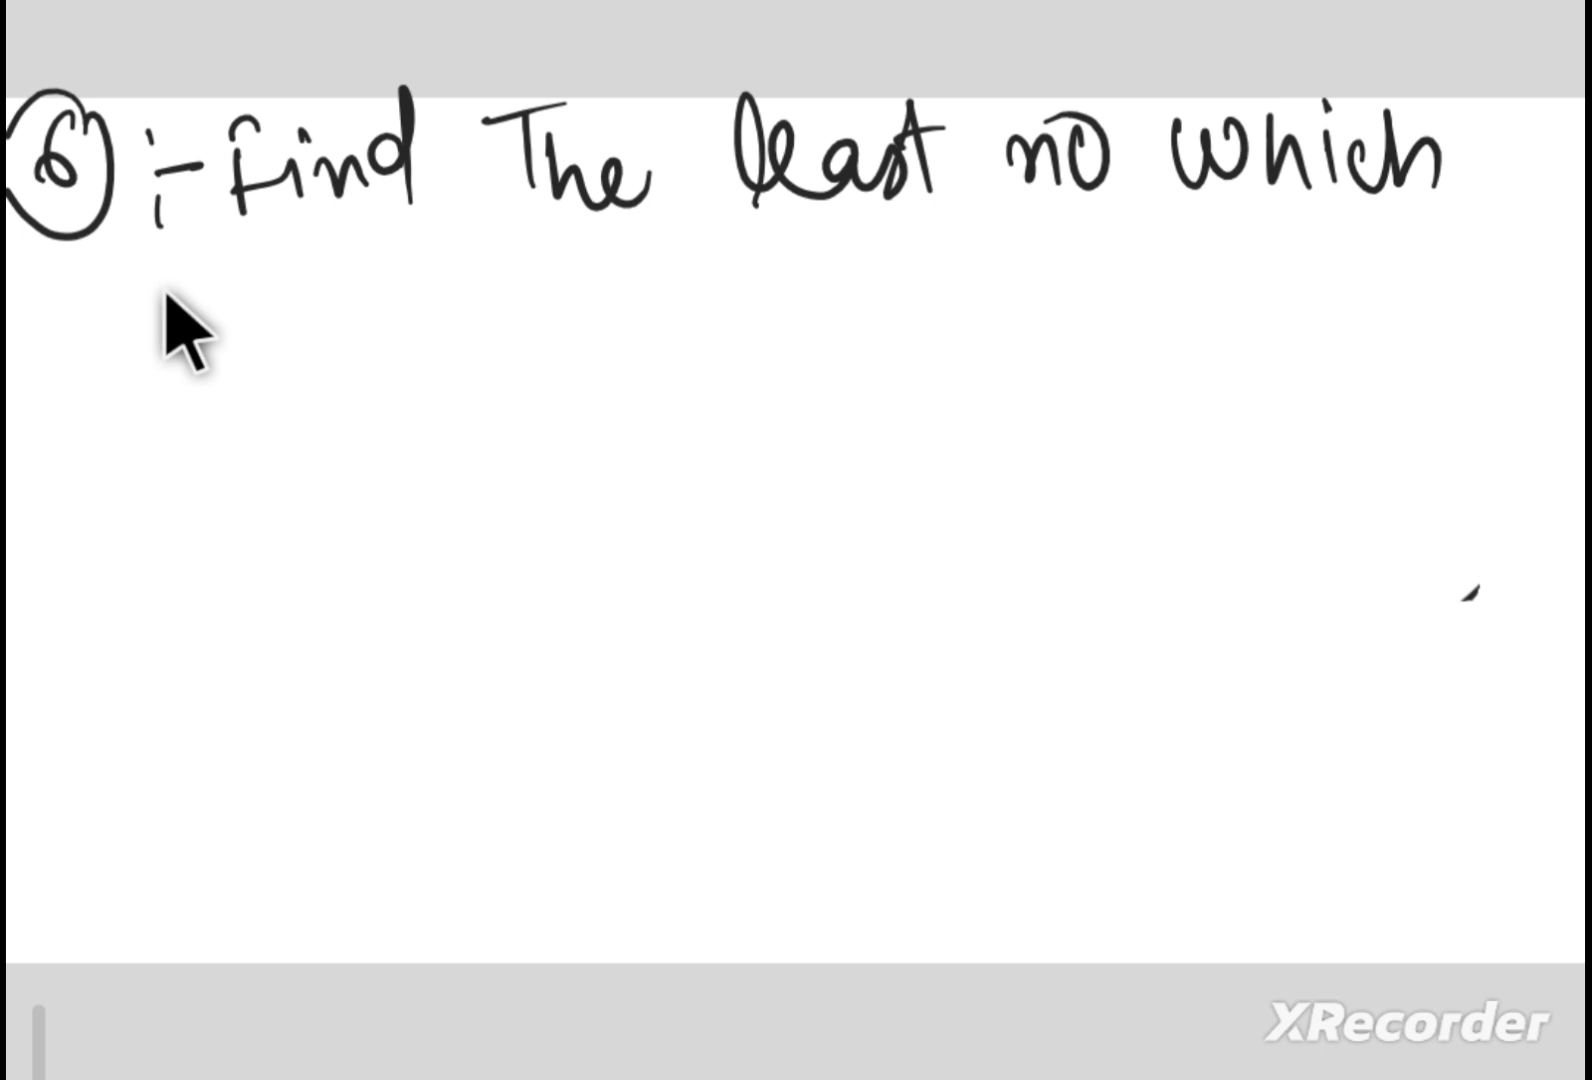 6 :- Find The least no which
XRecorder